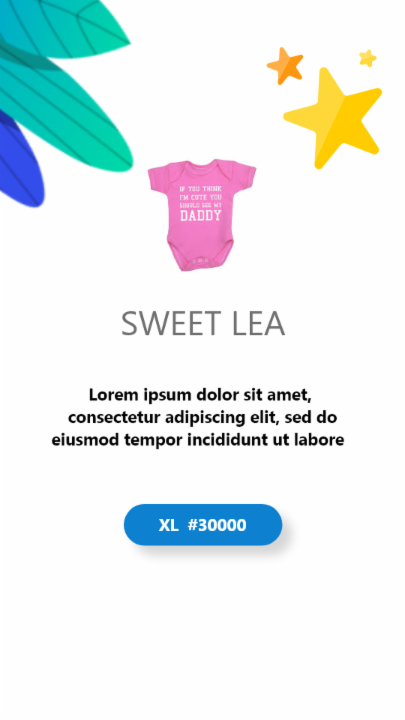 IF YOU THINK
I'M CUTE YOU
SHOULD SEE MY
DADDY
SWEET LEA
Lorem ipsum dolor sit amet,
consectetur adipiscing elit, sed do
eiusmod tempor incididunt ut labore
XL #30000